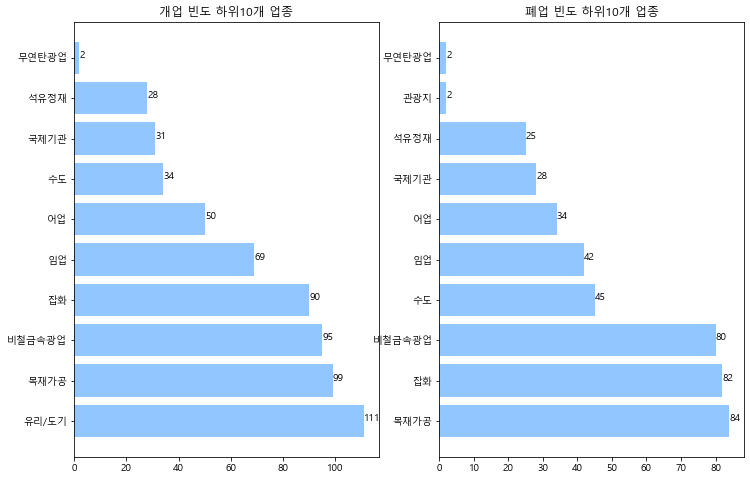 개업 빈도 하위10개 업종
무연탄광업 2
석유정재 28
국제기관 31
수도 34
어업 50
임업 69
잡화 90
비철금속광업 95
목재가공 99
유리/도기 111
0 20 40 60 80 100
폐업 빈도 하위10개 업종
무연탄광업 2
관광지 2
석유정재 25
국제기관 28
어업 34
임업 42
수도 45
비철금속광업 80
잡화 82
목재가공 84
0 10 20 30 40 50 60 70 80